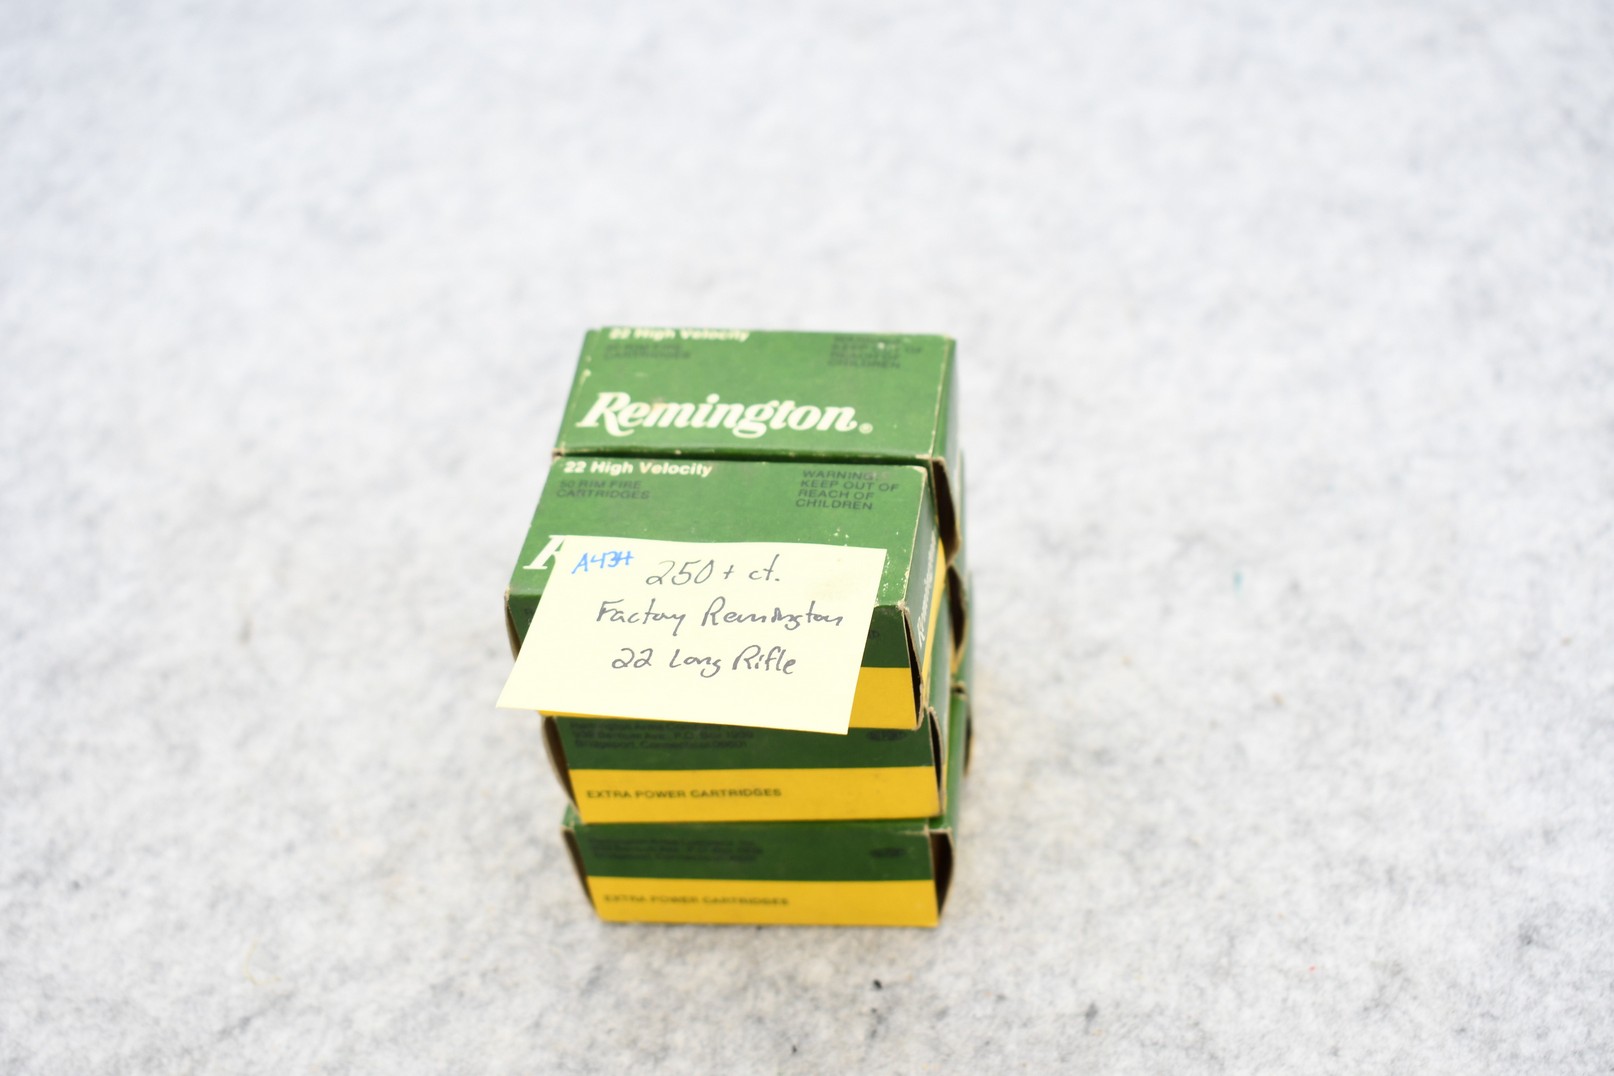 22 High Velocity
Remington®
22 High Velocity
50 RIM FIRE
CARTRIDGES
WARNING:
KEEP OUT OF
REACH OF
CHILDREN
250+ ct.
Factory Remington
22 Long Rifle
Remington
EXTRA POWER CARTRIDGES
EXTRA POWER CARTRIDGES